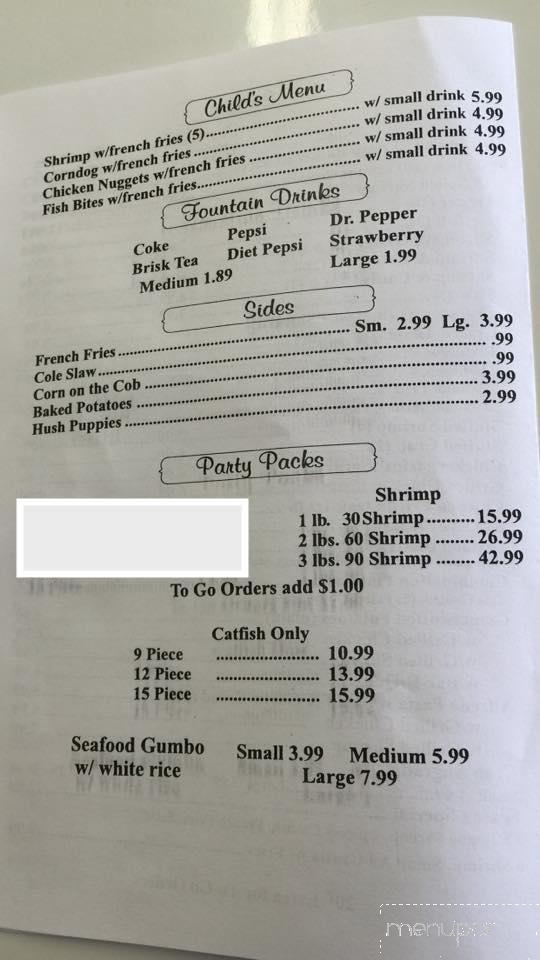 Child's Menu
Shrimp w/french fries (5)........................ w/ small drink 5.99
Corndog w/french fries ........................ w/ small drink 4.99
Chicken Nuggets w/french fries ................ w/ small drink 4.99
Fish Bites w/french fries........................ w/ small drink 4.99
Fountain Drinks
Coke Pepsi Dr. Pepper
Brisk Tea Diet Pepsi Strawberry
Medium 1.89 Large 1.99
Sides
French Fries ........................ Sm. 2.99 Lg. 3.99
Cole Slaw........................ .99
Corn on the Cob ........................ .99
Baked Potatoes ........................ 3.99
Hush Puppies ........................ 2.99
Party Packs
Shrimp
1 lb. 30 Shrimp..........15.99
2 lbs. 60 Shrimp ........ 26.99
3 lbs. 90 Shrimp ........ 42.99
To Go Orders add $1.00
Catfish Only
9 Piece ........................ 10.99
12 Piece ........................ 13.99
15 Piece ........................ 15.99
Seafood Gumbo Small 3.99 Medium 5.99
w/ white rice Large 7.99